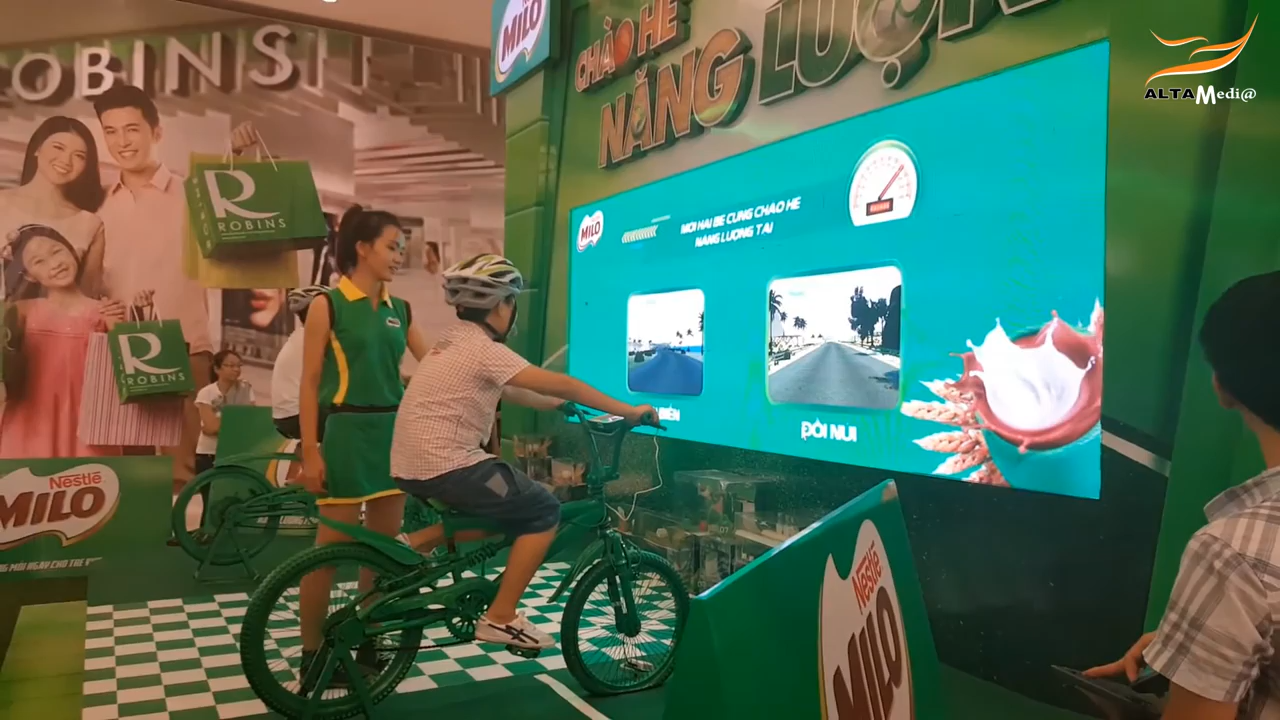 ROBINS
MILO
CHÀO HÈ
NĂNG LƯỢN
ALTA Medi@
MILO
MỜI HAI BÉ CÙNG CHÀO HÈ
NĂNG LƯỢNG TẠI
BIỂN
ĐỒI NÚI
R
ROBINS
R
ROBINS
Nestlé
MILO
Nestlé
MILO